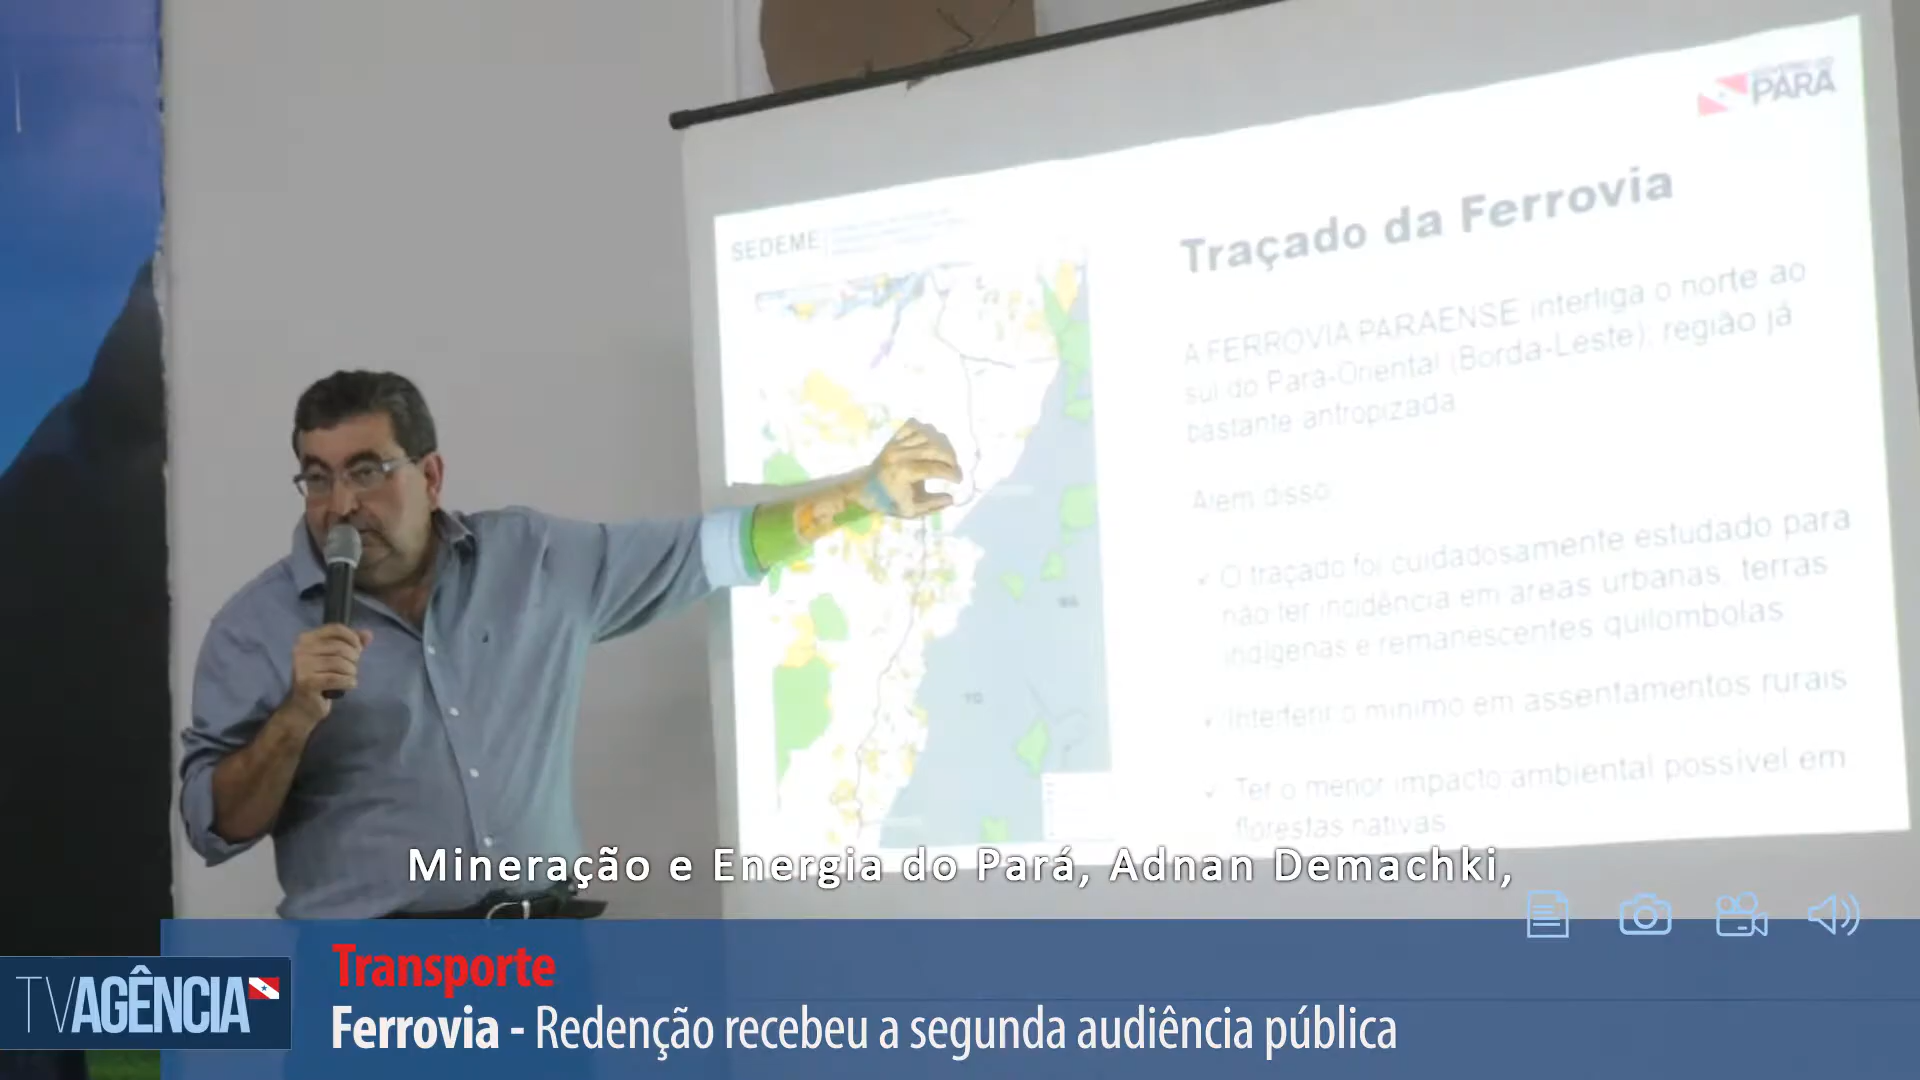 PARÁ
SEDEME
Traçado da Ferrovia
A FERROVIA PARAENSE interliga o norte ao
sul do Pará-Oriental (Borda-Leste), região já
bastante antropizada
Além disso:
✓ O traçado foi cuidadosamente estudado para
não ter incidência em áreas urbanas, terras
indígenas e remanescentes quilombolas
✓ Interferir o mínimo em assentamentos rurais
✓ Ter o menor impacto ambiental possível em
florestas nativas
TO
Mineração e Energia do Pará, Adnan Demachki,
Transporte
TVAGÊNCIA
Ferrovia - Redenção recebeu a segunda audiência pública